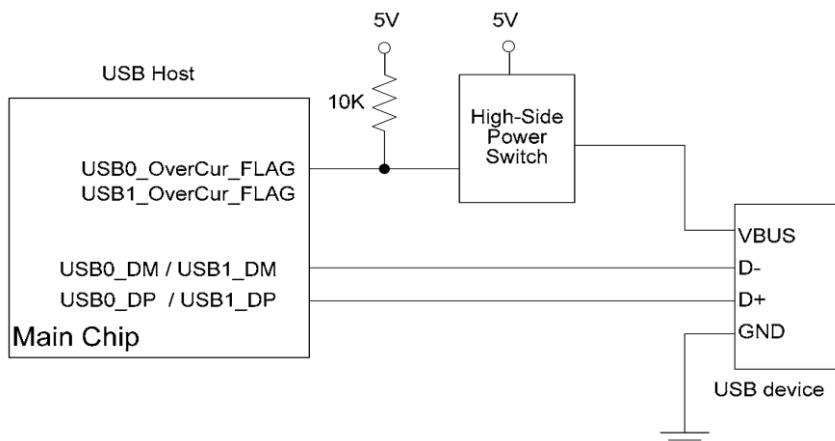 5V
5V
USB Host
10K
High-Side
Power
Switch
USB0_OverCur_FLAG
USB1_OverCur_FLAG
VBUS
USB0_DM / USB1_DM
D-
USB0_DP / USB1_DP
D+
Main Chip
GND
USB device